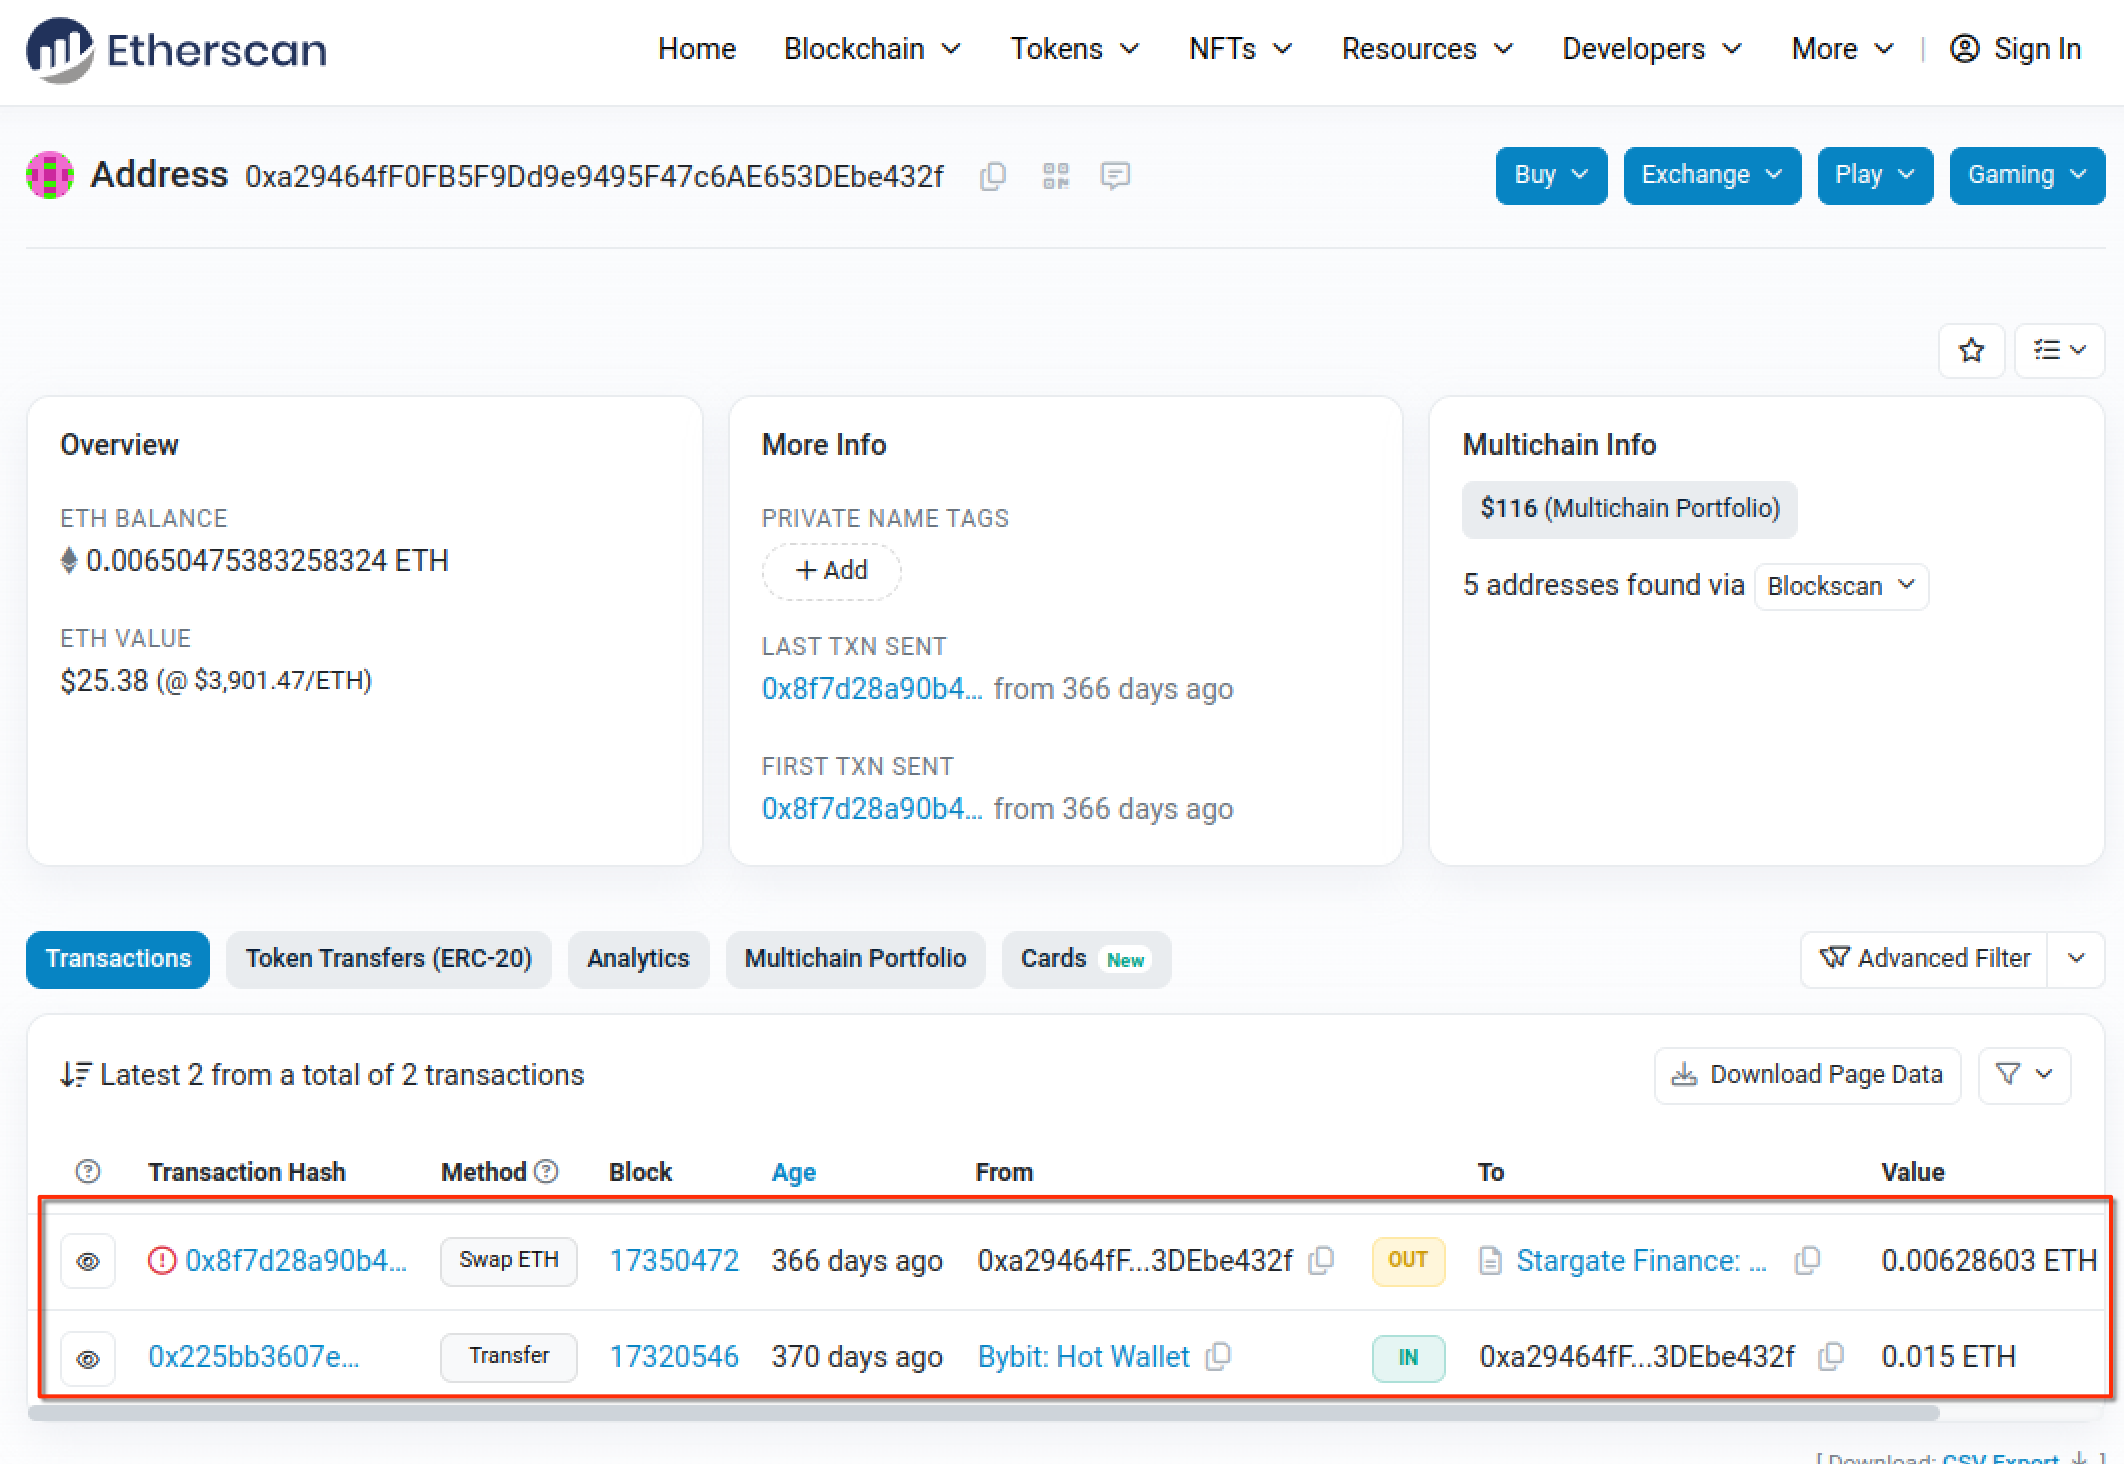 Etherscan
Home Blockchain Tokens NFTs Resources Developers More | Sign In
Address 0xa29464fF0FB5F9Dd9e9495F47c6AE653DEbe432f
Buy Exchange Play Gaming
Overview
ETH BALANCE
0.00650475383258324 ETH
ETH VALUE
$25.38 (@ $3,901.47/ETH)
More Info
PRIVATE NAME TAGS
+ Add
LAST TXN SENT
0x8f7d28a90b4... from 366 days ago
FIRST TXN SENT
0x8f7d28a90b4... from 366 days ago
Multichain Info
$116 (Multichain Portfolio)
5 addresses found via Blockscan
Transactions Token Transfers (ERC-20) Analytics Multichain Portfolio Cards New
Advanced Filter
Latest 2 from a total of 2 transactions
Download Page Data
Transaction Hash Method Block Age From To Value
0x8f7d28a90b4... Swap ETH 17350472 366 days ago 0xa29464fF...3DEbe432f OUT Stargate Finance: ... 0.00628603 ETH
0x225bb3607e... Transfer 17320546 370 days ago Bybit: Hot Wallet IN 0xa29464fF...3DEbe432f 0.015 ETH
[ Download: CSV Export ]